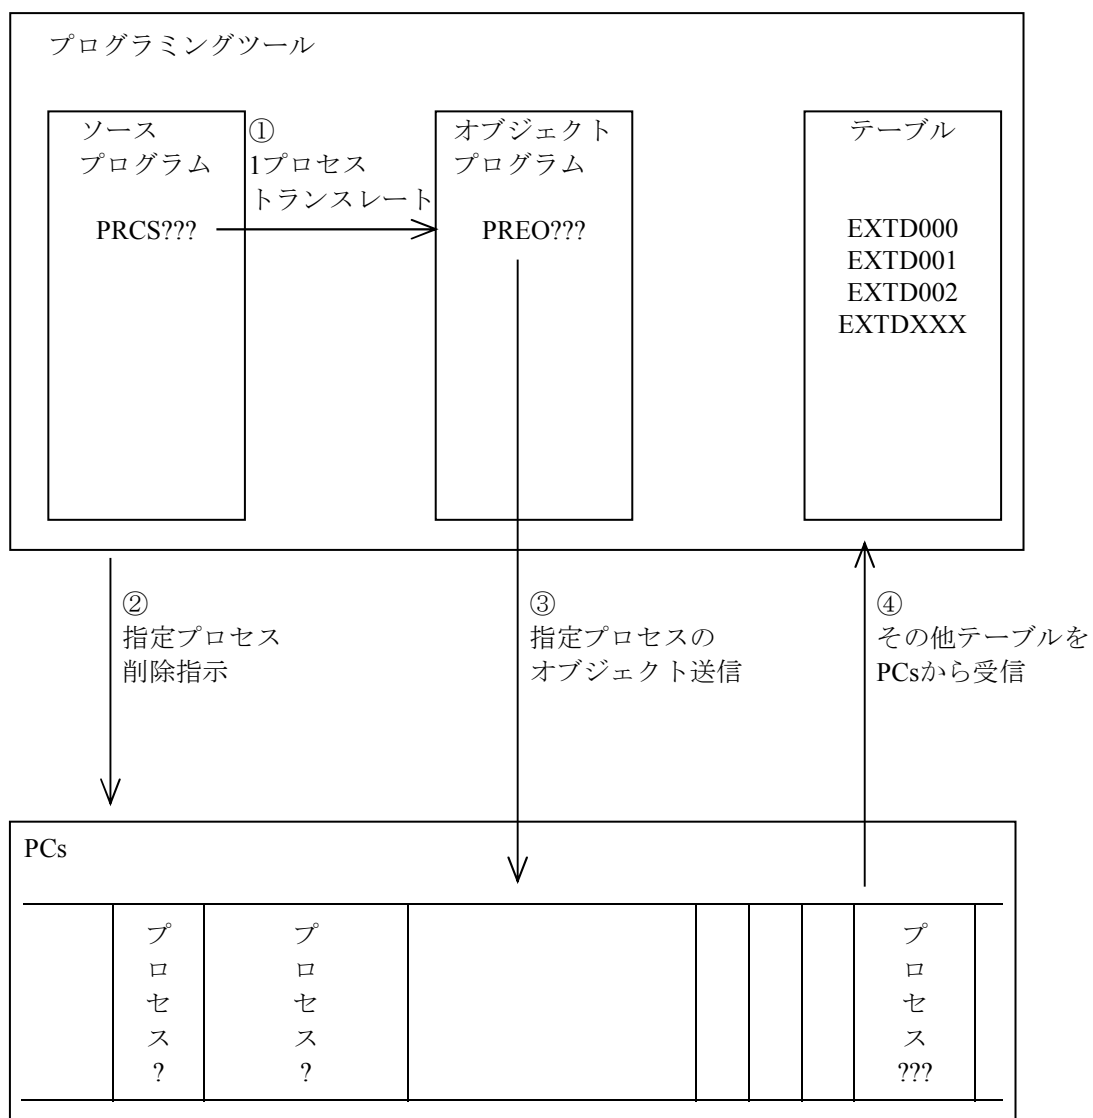 プログラミングツール
ソース
プログラム
PRCS???
①
1プロセス
トランスレート
オブジェクト
プログラム
PREO???
テーブル
EXTD000
EXTD001
EXTD002
EXTDXXX
②
指定プロセス
削除指示
③
指定プロセスの
オブジェクト送信
④
その他テーブルを
PCsから受信
PCs
プロセス?
プロセス?
プロセス???